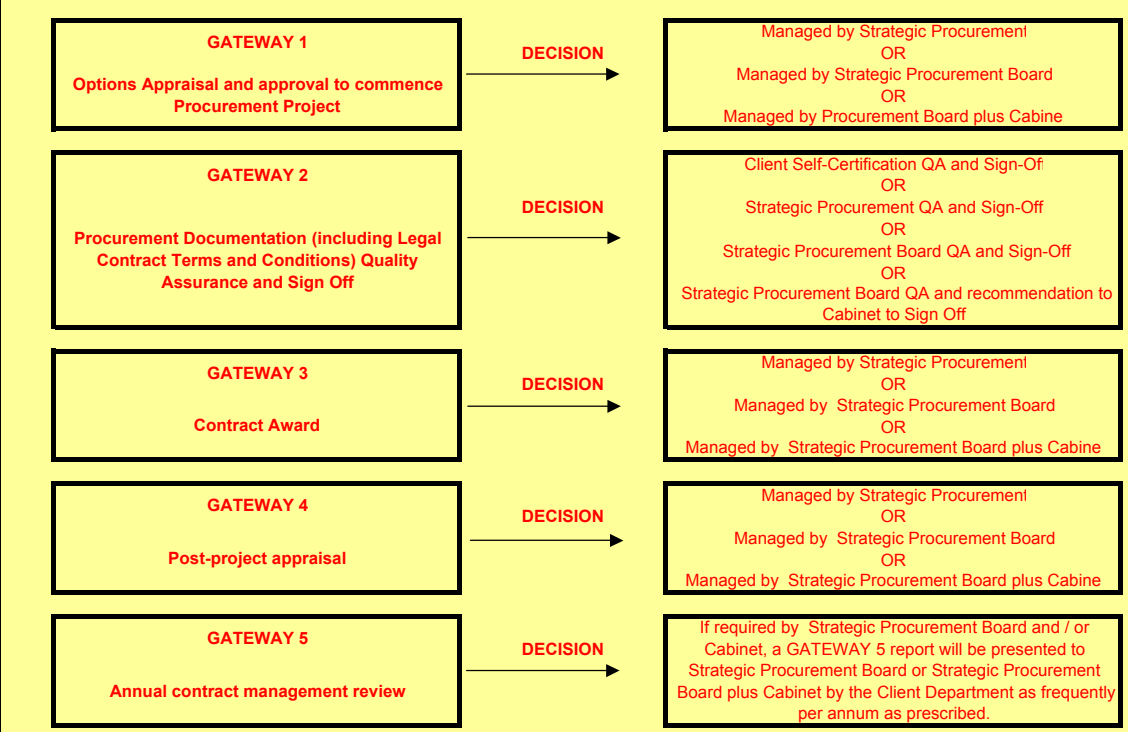 GATEWAY 1
Options Appraisal and approval to commence
Procurement Project
DECISION
Managed by Strategic Procurement
OR
Managed by Strategic Procurement Board
OR
Managed by Procurement Board plus Cabine
GATEWAY 2
Procurement Documentation (including Legal
Contract Terms and Conditions) Quality
Assurance and Sign Off
DECISION
Client Self-Certification QA and Sign-Of
OR
Strategic Procurement QA and Sign-Off
OR
Strategic Procurement Board QA and Sign-Off
OR
Strategic Procurement Board QA and recommendation to
Cabinet to Sign Off
GATEWAY 3
Contract Award
DECISION
Managed by Strategic Procurement
OR
Managed by Strategic Procurement Board
OR
Managed by Strategic Procurement Board plus Cabine
GATEWAY 4
Post-project appraisal
DECISION
Managed by Strategic Procurement
OR
Managed by Strategic Procurement Board
OR
Managed by Strategic Procurement Board plus Cabine
GATEWAY 5
Annual contract management review
DECISION
If required by Strategic Procurement Board and / or
Cabinet, a GATEWAY 5 report will be presented to
Strategic Procurement Board or Strategic Procurement
Board plus Cabinet by the Client Department as frequently
per annum as prescribed.